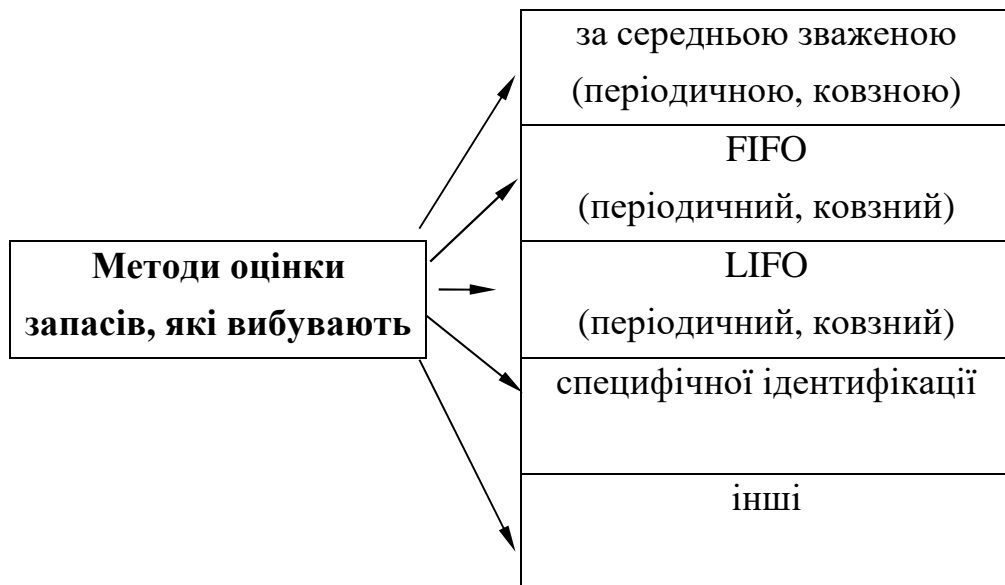 за середньою зваженою
(періодичною, ковзною)
FIFO
(періодичний, ковзний)
Методи оцінки
запасів, які вибувають
LIFO
(періодичний, ковзний)
специфічної ідентифікації
інші